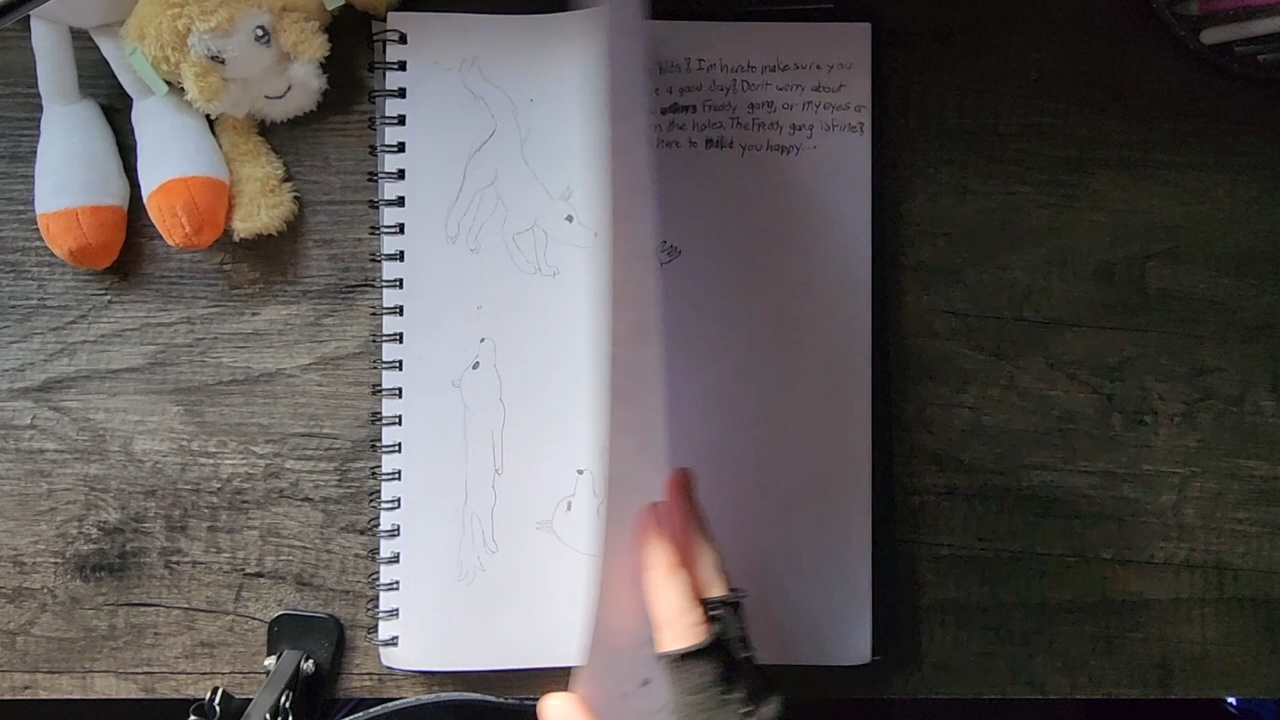 kids! I'm here to make sure you
a good day! Don't worry about
Freddy gang, or my eyes or
the holes. The Freddy gang is fine!
here to make you happy...